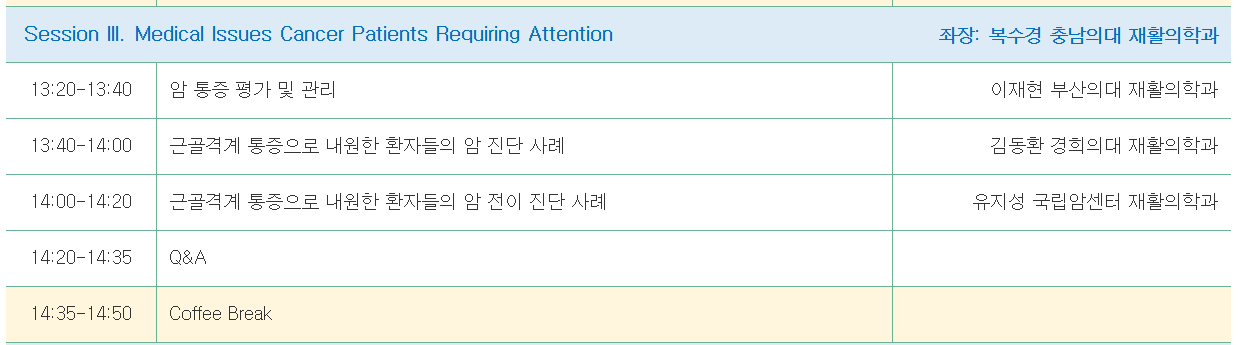 Session III. Medical Issues Cancer Patients Requiring Attention 좌장: 복수경 충남의대 재활의학과
13:20-13:40 암 통증 평가 및 관리 이재현 부산의대 재활의학과
13:40-14:00 근골격계 통증으로 내원한 환자들의 암 진단 사례 김동환 경희의대 재활의학과
14:00-14:20 근골격계 통증으로 내원한 환자들의 암 전이 진단 사례 유지성 국립암센터 재활의학과
14:20-14:35 Q&A
14:35-14:50 Coffee Break